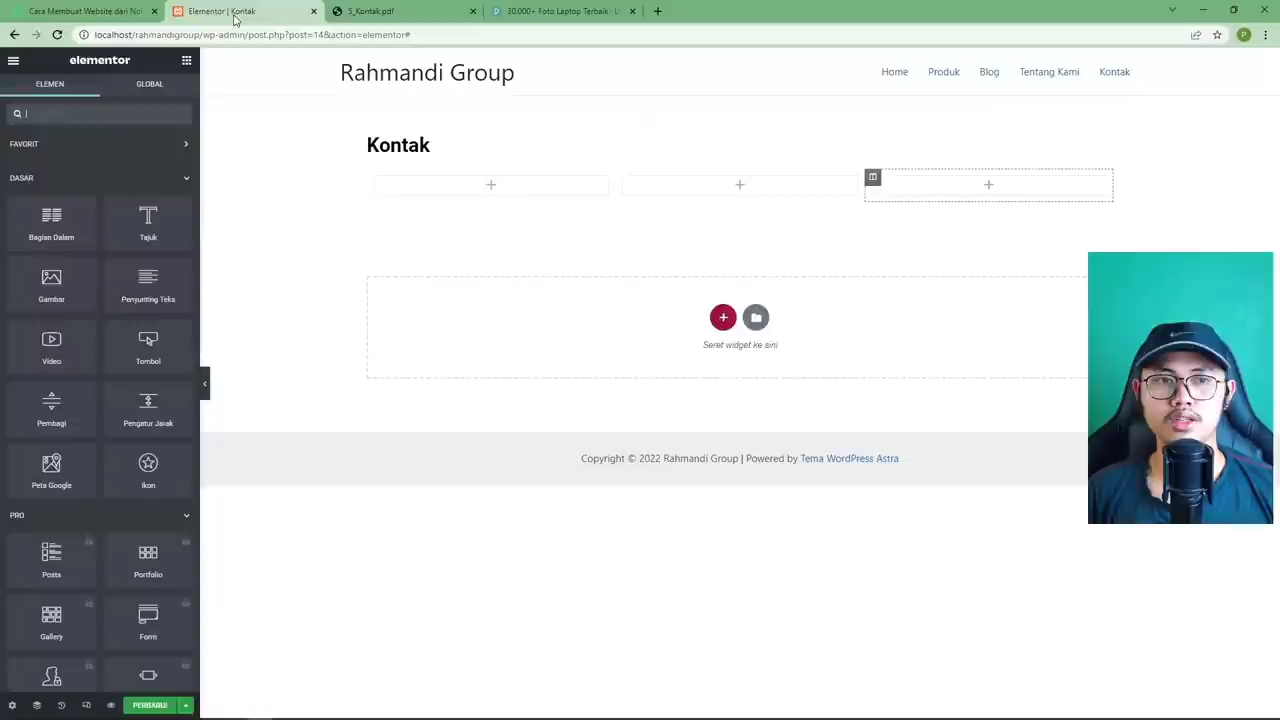 Cara Membuat Website dari Nol
Elementor | Kontak
5_Kontak.pdf
30.000+ Foto Laptop Terbaik · U
localhost/rahmandigroup/wp-admin/post.php?post=14&action=elementor#
P
elementor
ELEMEN
GLOBAL
FAVORIT
DASAR
Bagian Dalam
Tajuk
Gambar
Penyunting Teks
Video
Tombol
Pembagi
Pengatur Jarak
Peta Google
Ikon
PRO
Posts
Portfolio
Gallery
Form
PERBARUI
Rahmandi Group
Home
Produk
Blog
Tentang Kami
Kontak
Kontak
Seret widget ke sini
Copyright © 2022 Rahmandi Group | Powered by Tema WordPress Astra